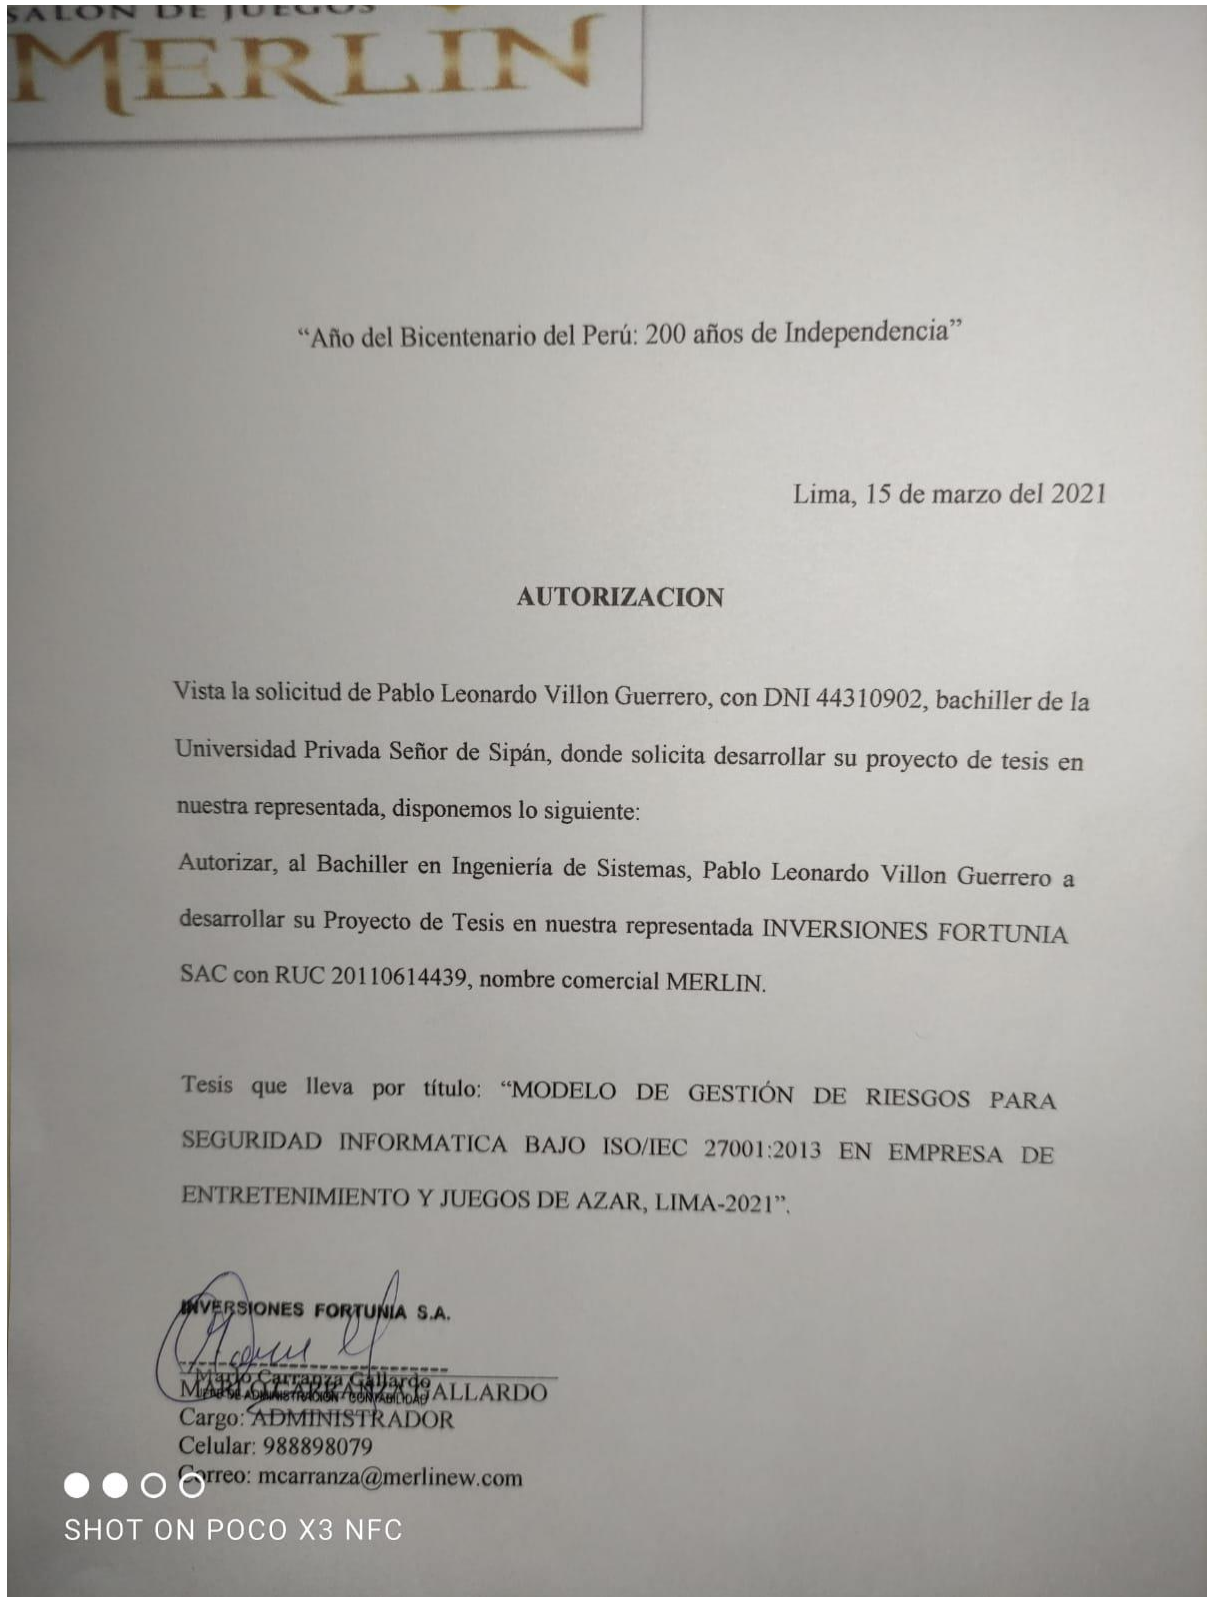 SALON DE JUEGOS
MERLIN
“Año del Bicentenario del Perú: 200 años de Independencia”
Lima, 15 de marzo del 2021
AUTORIZACION
Vista la solicitud de Pablo Leonardo Villon Guerrero, con DNI 44310902, bachiller de la
Universidad Privada Señor de Sipán, donde solicita desarrollar su proyecto de tesis en
nuestra representada, disponemos lo siguiente:
Autorizar, al Bachiller en Ingeniería de Sistemas, Pablo Leonardo Villon Guerrero a
desarrollar su Proyecto de Tesis en nuestra representada INVERSIONES FORTUNIA
SAC con RUC 20110614439, nombre comercial MERLIN.
Tesis que lleva por título: “MODELO DE GESTIÓN DE RIESGOS PARA
SEGURIDAD INFORMATICA BAJO ISO/IEC 27001:2013 EN EMPRESA DE
ENTRETENIMIENTO Y JUEGOS DE AZAR, LIMA-2021”.
INVERSIONES FORTUNIA S.A.
Mario Carranza Gallardo
MARIO CARRANZA GALLARDO
Cargo: ADMINISTRADOR
Celular: 988898079
Correo: mcarranza@merlinew.com
SHOT ON POCO X3 NFC